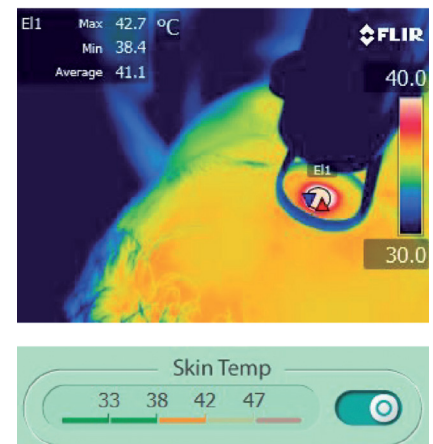 El1 Max 42.7 °C
Min 38.4
Average 41.1
FLIR
40.0
El1
30.0
Skin Temp
33 38 42 47